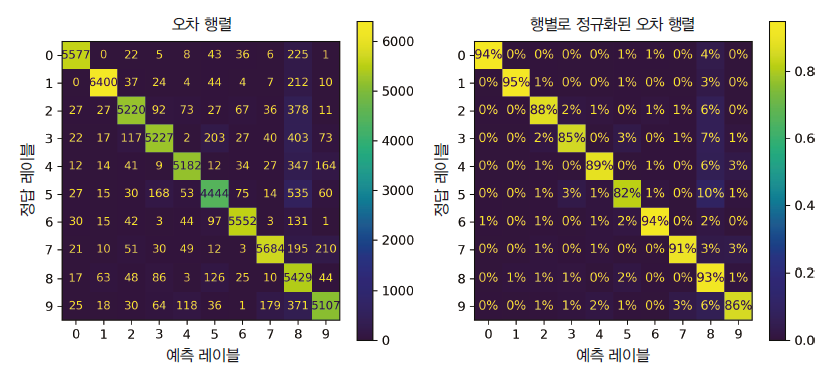 오차 행렬
0 5577 0 22 5 8 43 36 6 225 1
1 0 6400 37 24 4 44 4 7 212 10
2 27 27 5220 92 73 27 67 36 378 11
3 22 17 117 5227 2 203 27 40 403 73
4 12 14 41 9 5182 12 34 27 347 164
5 27 15 30 168 53 4444 75 14 535 60
6 30 15 42 3 44 97 5552 3 131 1
7 21 10 51 30 49 12 3 5684 195 210
8 17 63 48 86 3 126 25 10 5429 44
9 25 18 30 64 118 36 1 179 371 5107
0 1 2 3 4 5 6 7 8 9
예측 레이블
정답 레이블
6000
5000
4000
3000
2000
1000
0
행별로 정규화된 오차 행렬
0 94% 0% 0% 0% 0% 1% 1% 0% 4% 0%
1 0% 95% 1% 0% 0% 1% 0% 0% 3% 0%
2 0% 0% 88% 2% 1% 0% 1% 1% 6% 0%
3 0% 0% 2% 85% 0% 3% 0% 1% 7% 1%
4 0% 0% 1% 0% 89% 0% 1% 0% 6% 3%
5 0% 0% 1% 3% 1% 82% 1% 0% 10% 1%
6 1% 0% 1% 0% 1% 2% 94% 0% 2% 0%
7 0% 0% 1% 0% 1% 0% 0% 91% 3% 3%
8 0% 1% 1% 1% 0% 2% 0% 0% 93% 1%
9 0% 0% 1% 1% 2% 1% 0% 3% 6% 86%
0 1 2 3 4 5 6 7 8 9
예측 레이블
정답 레이블
0.8
0.6
0.4
0.2
0.0